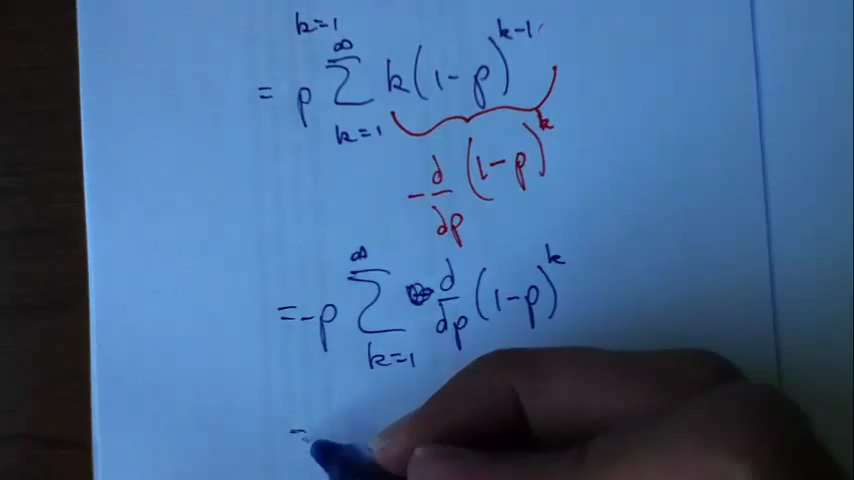 k=1
= p ∞ ∑ k=1 k(1-p)^k-1
- d/dp (1-p)^k
= -p ∞ ∑ k=1 d/dp (1-p)^k
=